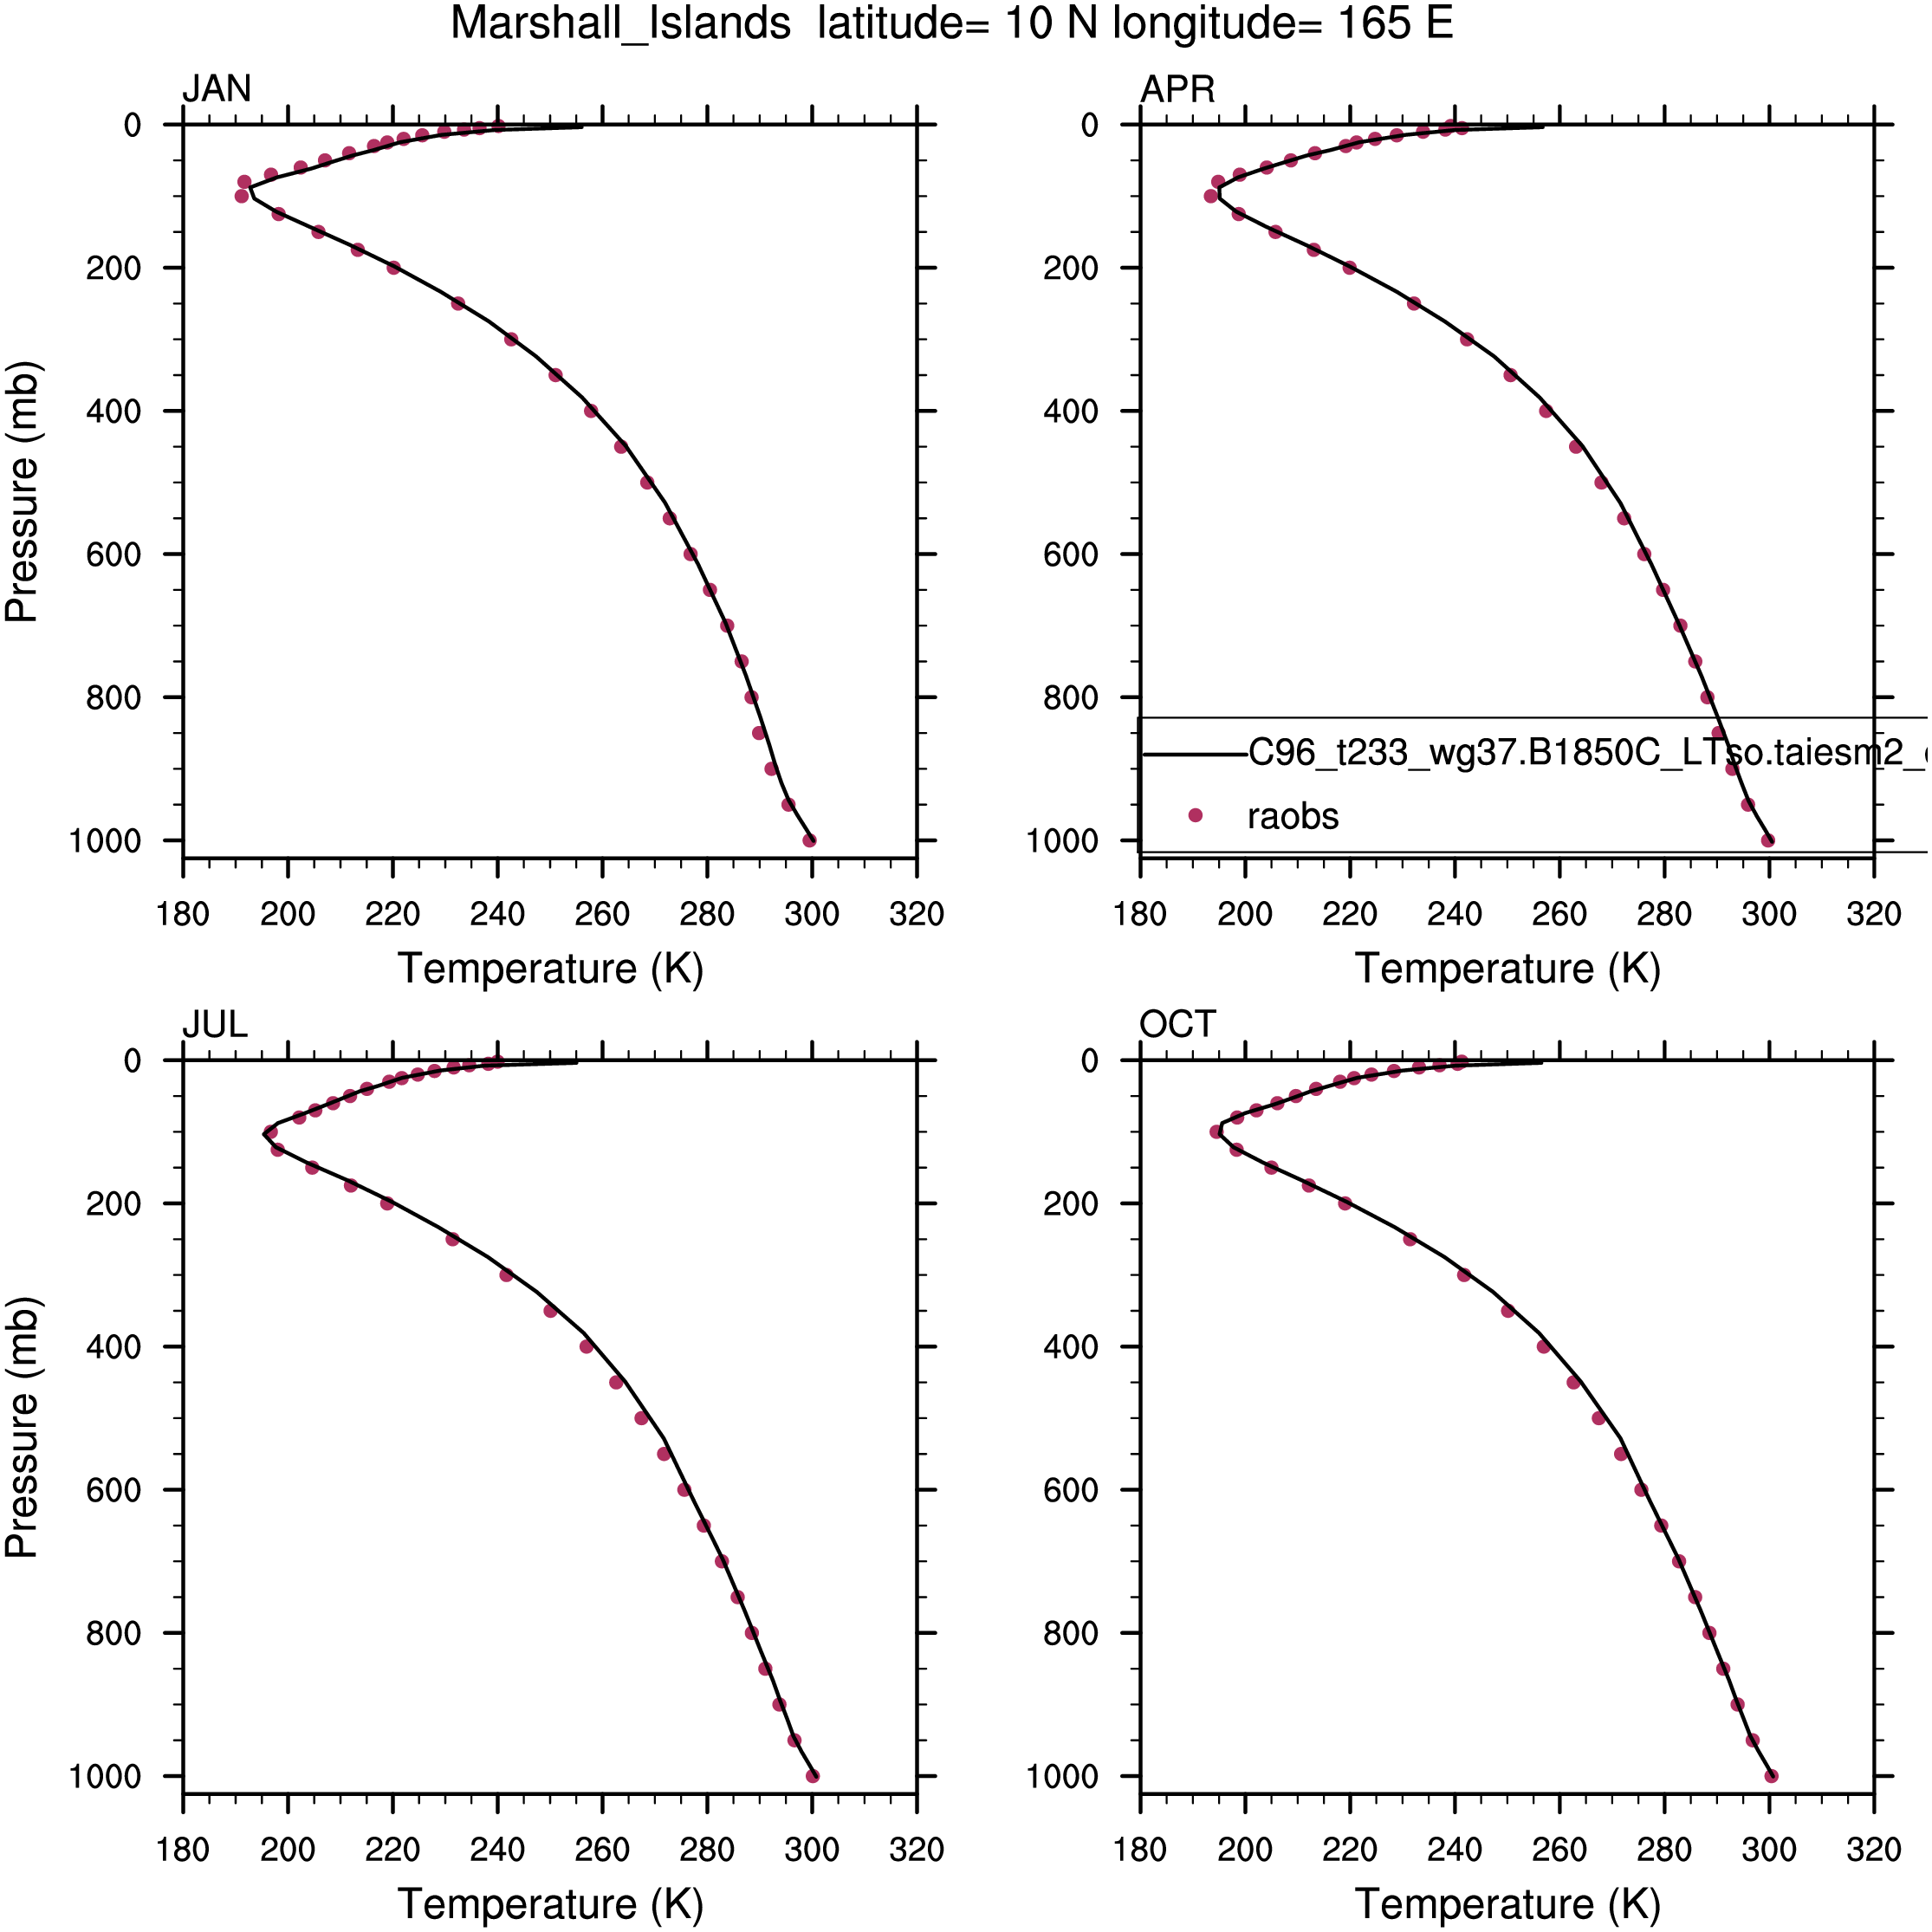 Marshall_Islands latitude= 10 N longitude= 165 E
JAN
0
200
400
600
800
1000
Pressure (mb)
180 200 220 240 260 280 300 320
Temperature (K)
APR
0
200
400
600
800
1000
C96_t233_wg37.B1850C_LTso.taiesm2_
raobs
180 200 220 240 260 280 300 320
Temperature (K)
JUL
0
200
400
600
800
1000
Pressure (mb)
180 200 220 240 260 280 300 320
Temperature (K)
OCT
0
200
400
600
800
1000
180 200 220 240 260 280 300 320
Temperature (K)